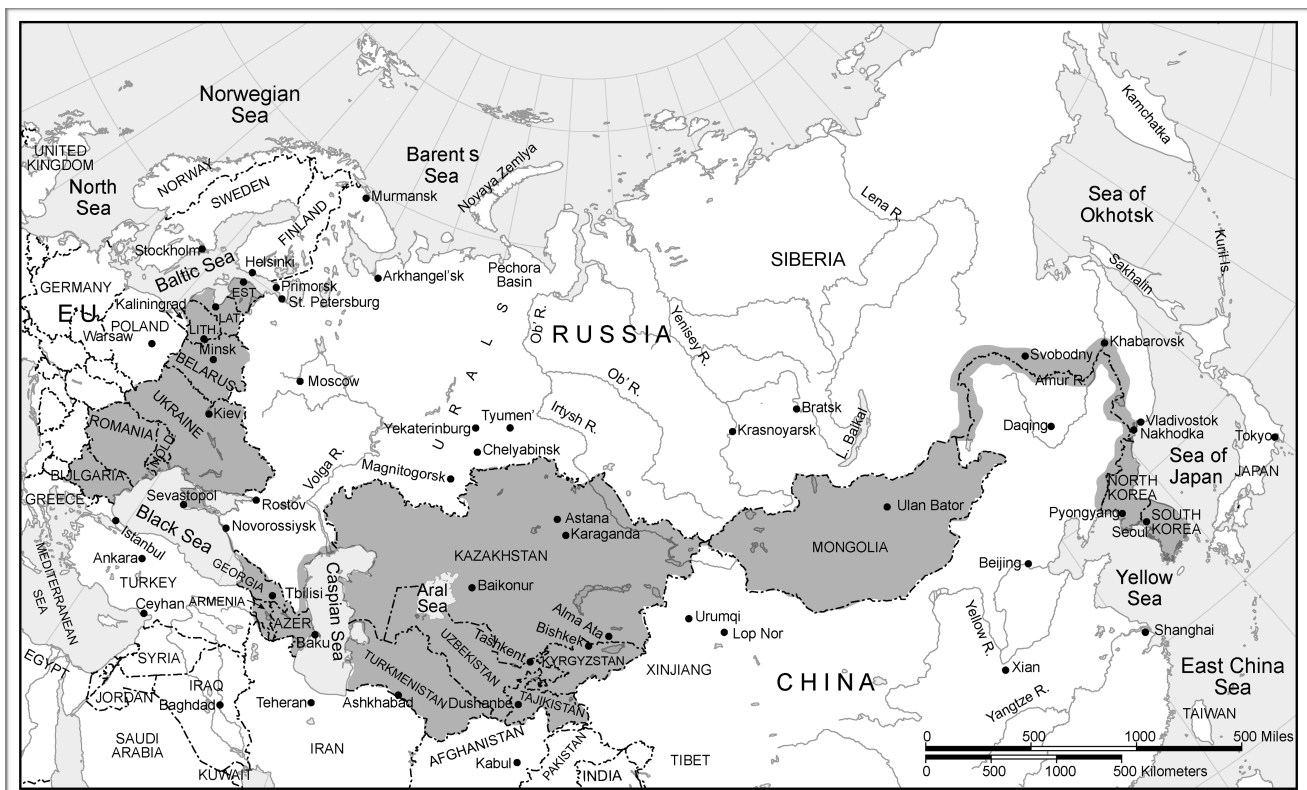 Norwegian
Sea
UNITED
KINGDOM
North
Sea
NORWAY
SWEDEN
FINLAND
Barents
Sea
Novaya Zemlya
Murmansk
Kamchatka
Sea of
Okhotsk
Kuril Is.
Sakhalin
Lena R.
SIBERIA
Stockholm
Baltic Sea
Helsinki
Primorsk
St. Petersburg
Arkhangel'sk
Pechora
Basin
GERMANY
EU
Kaliningrad
EST
LAT.
LITH.
POLAND
Warsaw
Minsk
BELARUS
Moscow
URALS
Ob' R.
RUSSIA
Yenisey R.
Ob' R.
Irtysh R.
Svobodny
Khabarovsk
Amur R.
UKRAINE
Kiev
ROMANIA
MOLD.
BULGARIA
GREECE
Yekaterinburg
Tyumen'
Chelyabinsk
Magnitogorsk
Volga R.
Bratsk
Krasnoyarsk
L. Baikal
Daqing
Vladivostok
Nakhodka
Sea of
Japan
Tokyo
JAPAN
Sevastopol
Black Sea
Rostov
Novorossiysk
Istanbul
Ankara
TURKEY
Ceyhan
MEDITERRANEAN
SEA
GEORGIA
Tbilisi
ARMENIA
AZER
Baku
Caspian Sea
Astana
Karaganda
KAZAKHSTAN
Aral
Sea
Baikonur
Alma Ata
Bishkek
Tashkent
KYRGYZSTAN
UZBEKISTAN
TURKMENISTAN
TAJIKISTAN
Dushanbe
Ashkhabad
Ulan Bator
MONGOLIA
NORTH
KOREA
Pyongyang
SOUTH
KOREA
Seoul
Beijing
Yellow
Sea
Urumqi
Lop Nor
XINJIANG
CHINA
Yellow R.
Xian
Yangtze R.
Shanghai
East China
Sea
TAIWAN
EGYPT
SYRIA
JORDAN
IRAQ
Baghdad
SAUDI
ARABIA
KUWAIT
Teheran
IRAN
AFGHANISTAN
Kabul
PAKISTAN
INDIA
TIBET
0 500 1000 500 Miles
0 500 1000 500 Kilometers